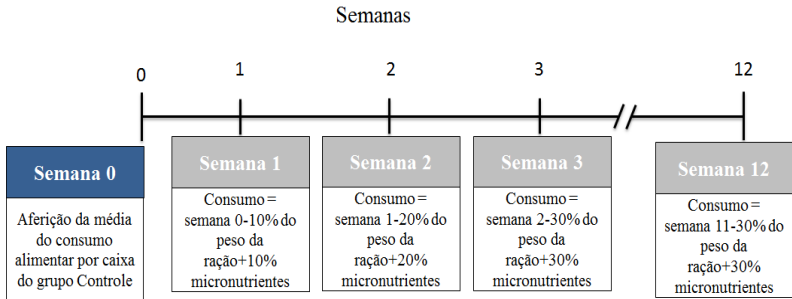 Semanas
0
1
2
3
12
Semana 0
Aferição da média
do consumo
alimentar por caixa
do grupo Controle
Semana 1
Consumo =
semana 0-10% do
peso da
ração+10%
micronutrientes
Semana 2
Consumo =
semana 1-20% do
peso da
ração+20%
micronutrientes
Semana 3
Consumo =
semana 2-30% do
peso da
ração+30%
micronutrientes
Semana 12
Consumo =
semana 11-30% do
peso da
ração+30%
micronutrientes